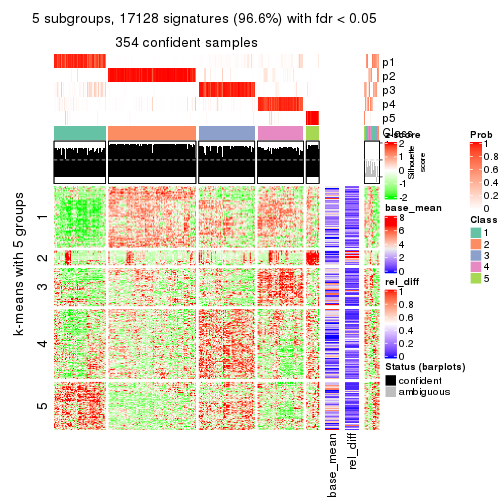 5 subgroups, 17128 signatures (96.6%) with fdr < 0.05
354 confident samples
p1
p2
p3
p4
p5
Class
z-score
2
1
0
-1
-2
Silhouette
score
Prob
1
0.8
0.6
0.4
0.2
0
base_mean
8
6
4
2
0
Class
1
2
3
4
5
rel_diff
1
0.8
0.6
0.4
0.2
0
Status (barplots)
confident
ambiguous
k-means with 5 groups
1
2
3
4
5
base_mean
rel_diff